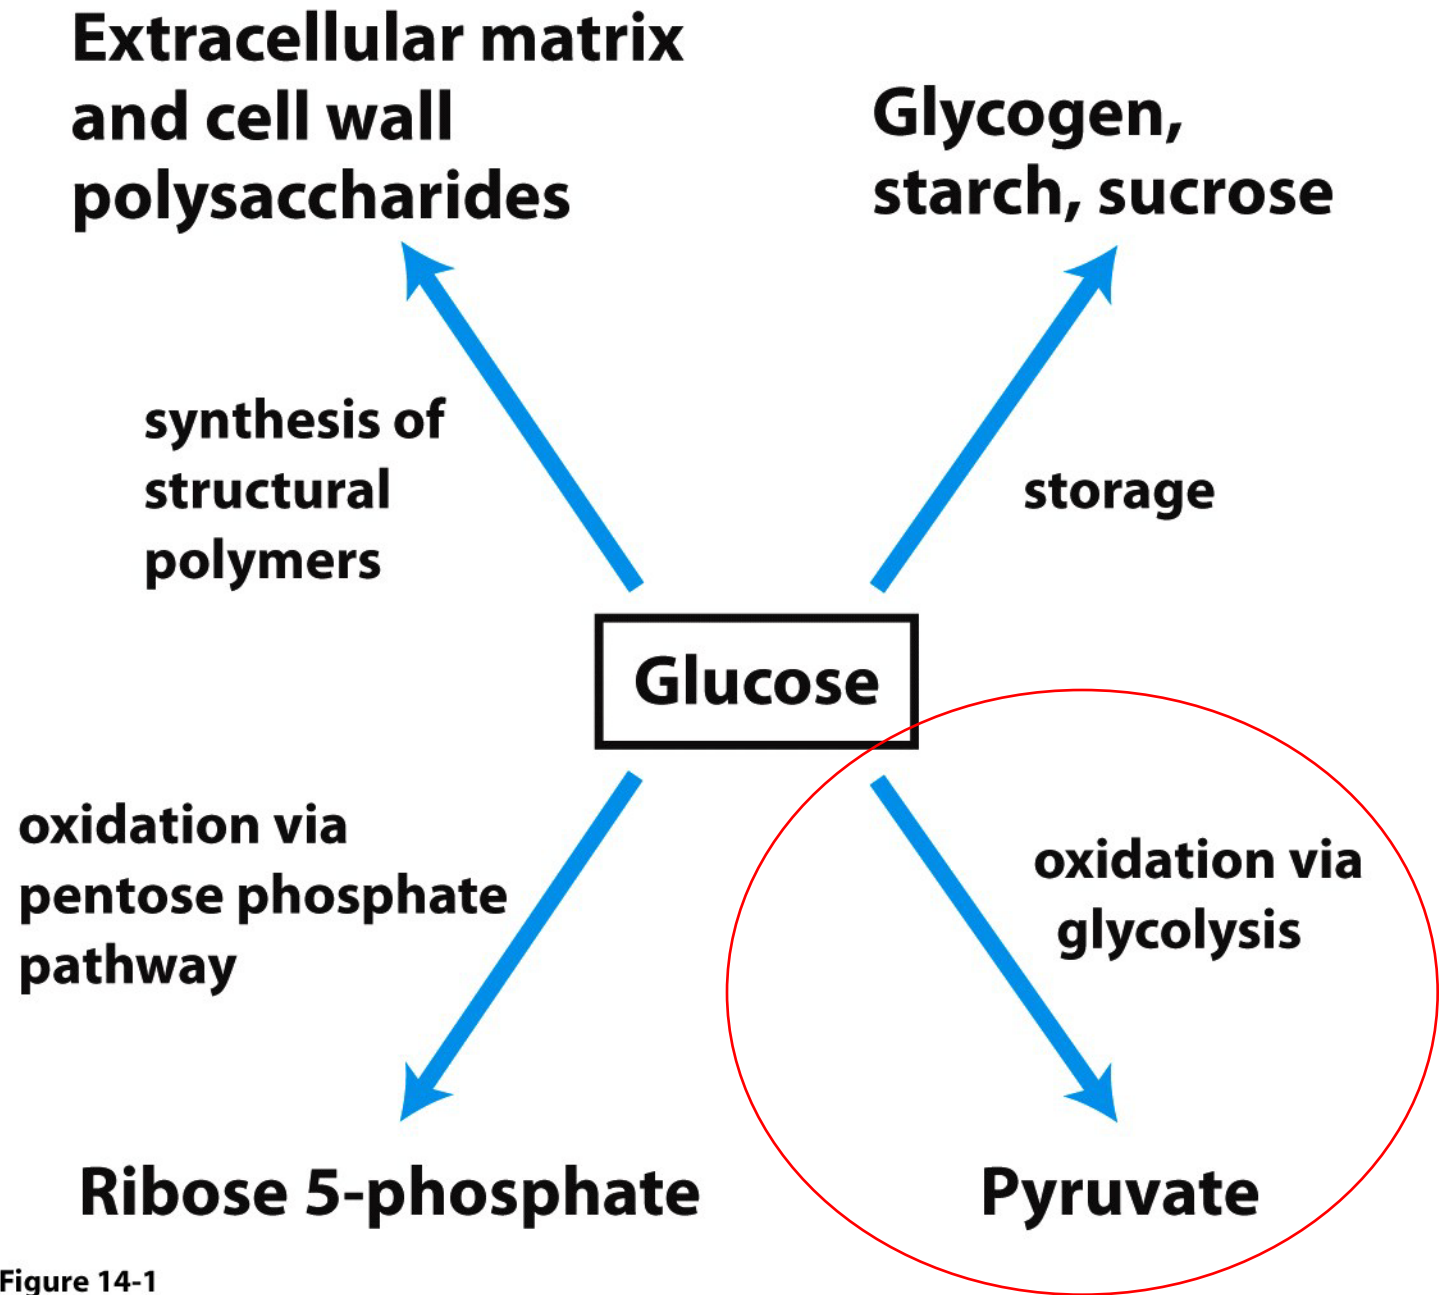 Extracellular matrix
and cell wall
polysaccharides
Glycogen,
starch, sucrose
synthesis of
structural
polymers
storage
Glucose
oxidation via
pentose phosphate
pathway
oxidation via
glycolysis
Ribose 5-phosphate
Pyruvate
Figure 14-1